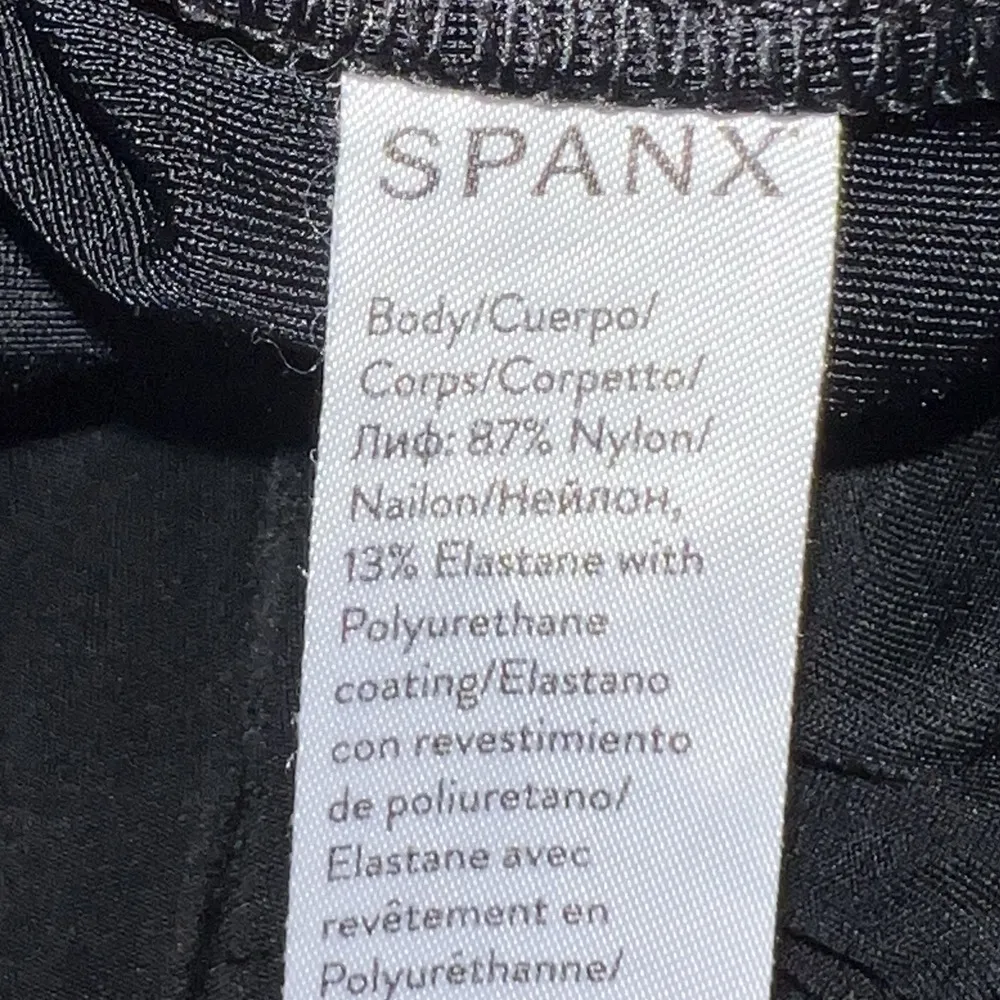 SPANX
Body/Cuerpo/
Corps/Corpetto/
Лиф: 87% Nylon/
Nailon/Нейлон,
13% Elastane with
Polyurethane
coating/Elastano
con revestimiento
de poliuretano/
Elastane avec
revêtement en
Polyuréthanne/